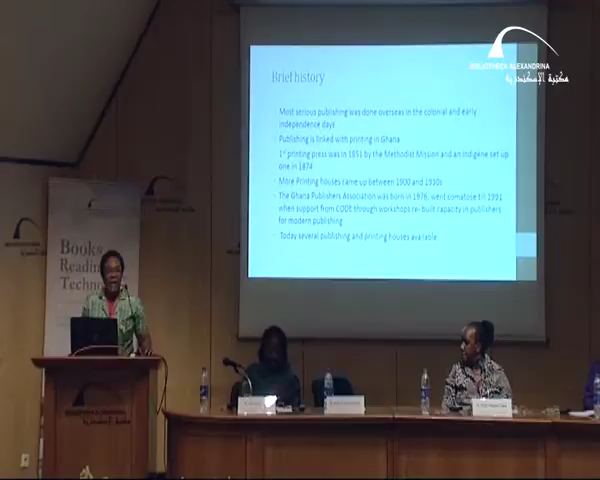 BIBLIOTHECA ALEXANDRINA
مكتبة الإسكندرية
Brief history
Most serious publishing was done overseas in the colonial and early
independence days
Publishing is linked with printing in Ghana
1st printing press was in 1851 by the Methodist Mission and an indigene set up
one in 1874
More Printing houses came up between 1900 and 1930s
The Ghana Publishers Association was born in 1976, went comatose till 1991
when support from CODE through workshops re-built capacity in publishers
for modern publishing
Today several publishing and printing houses available
Books